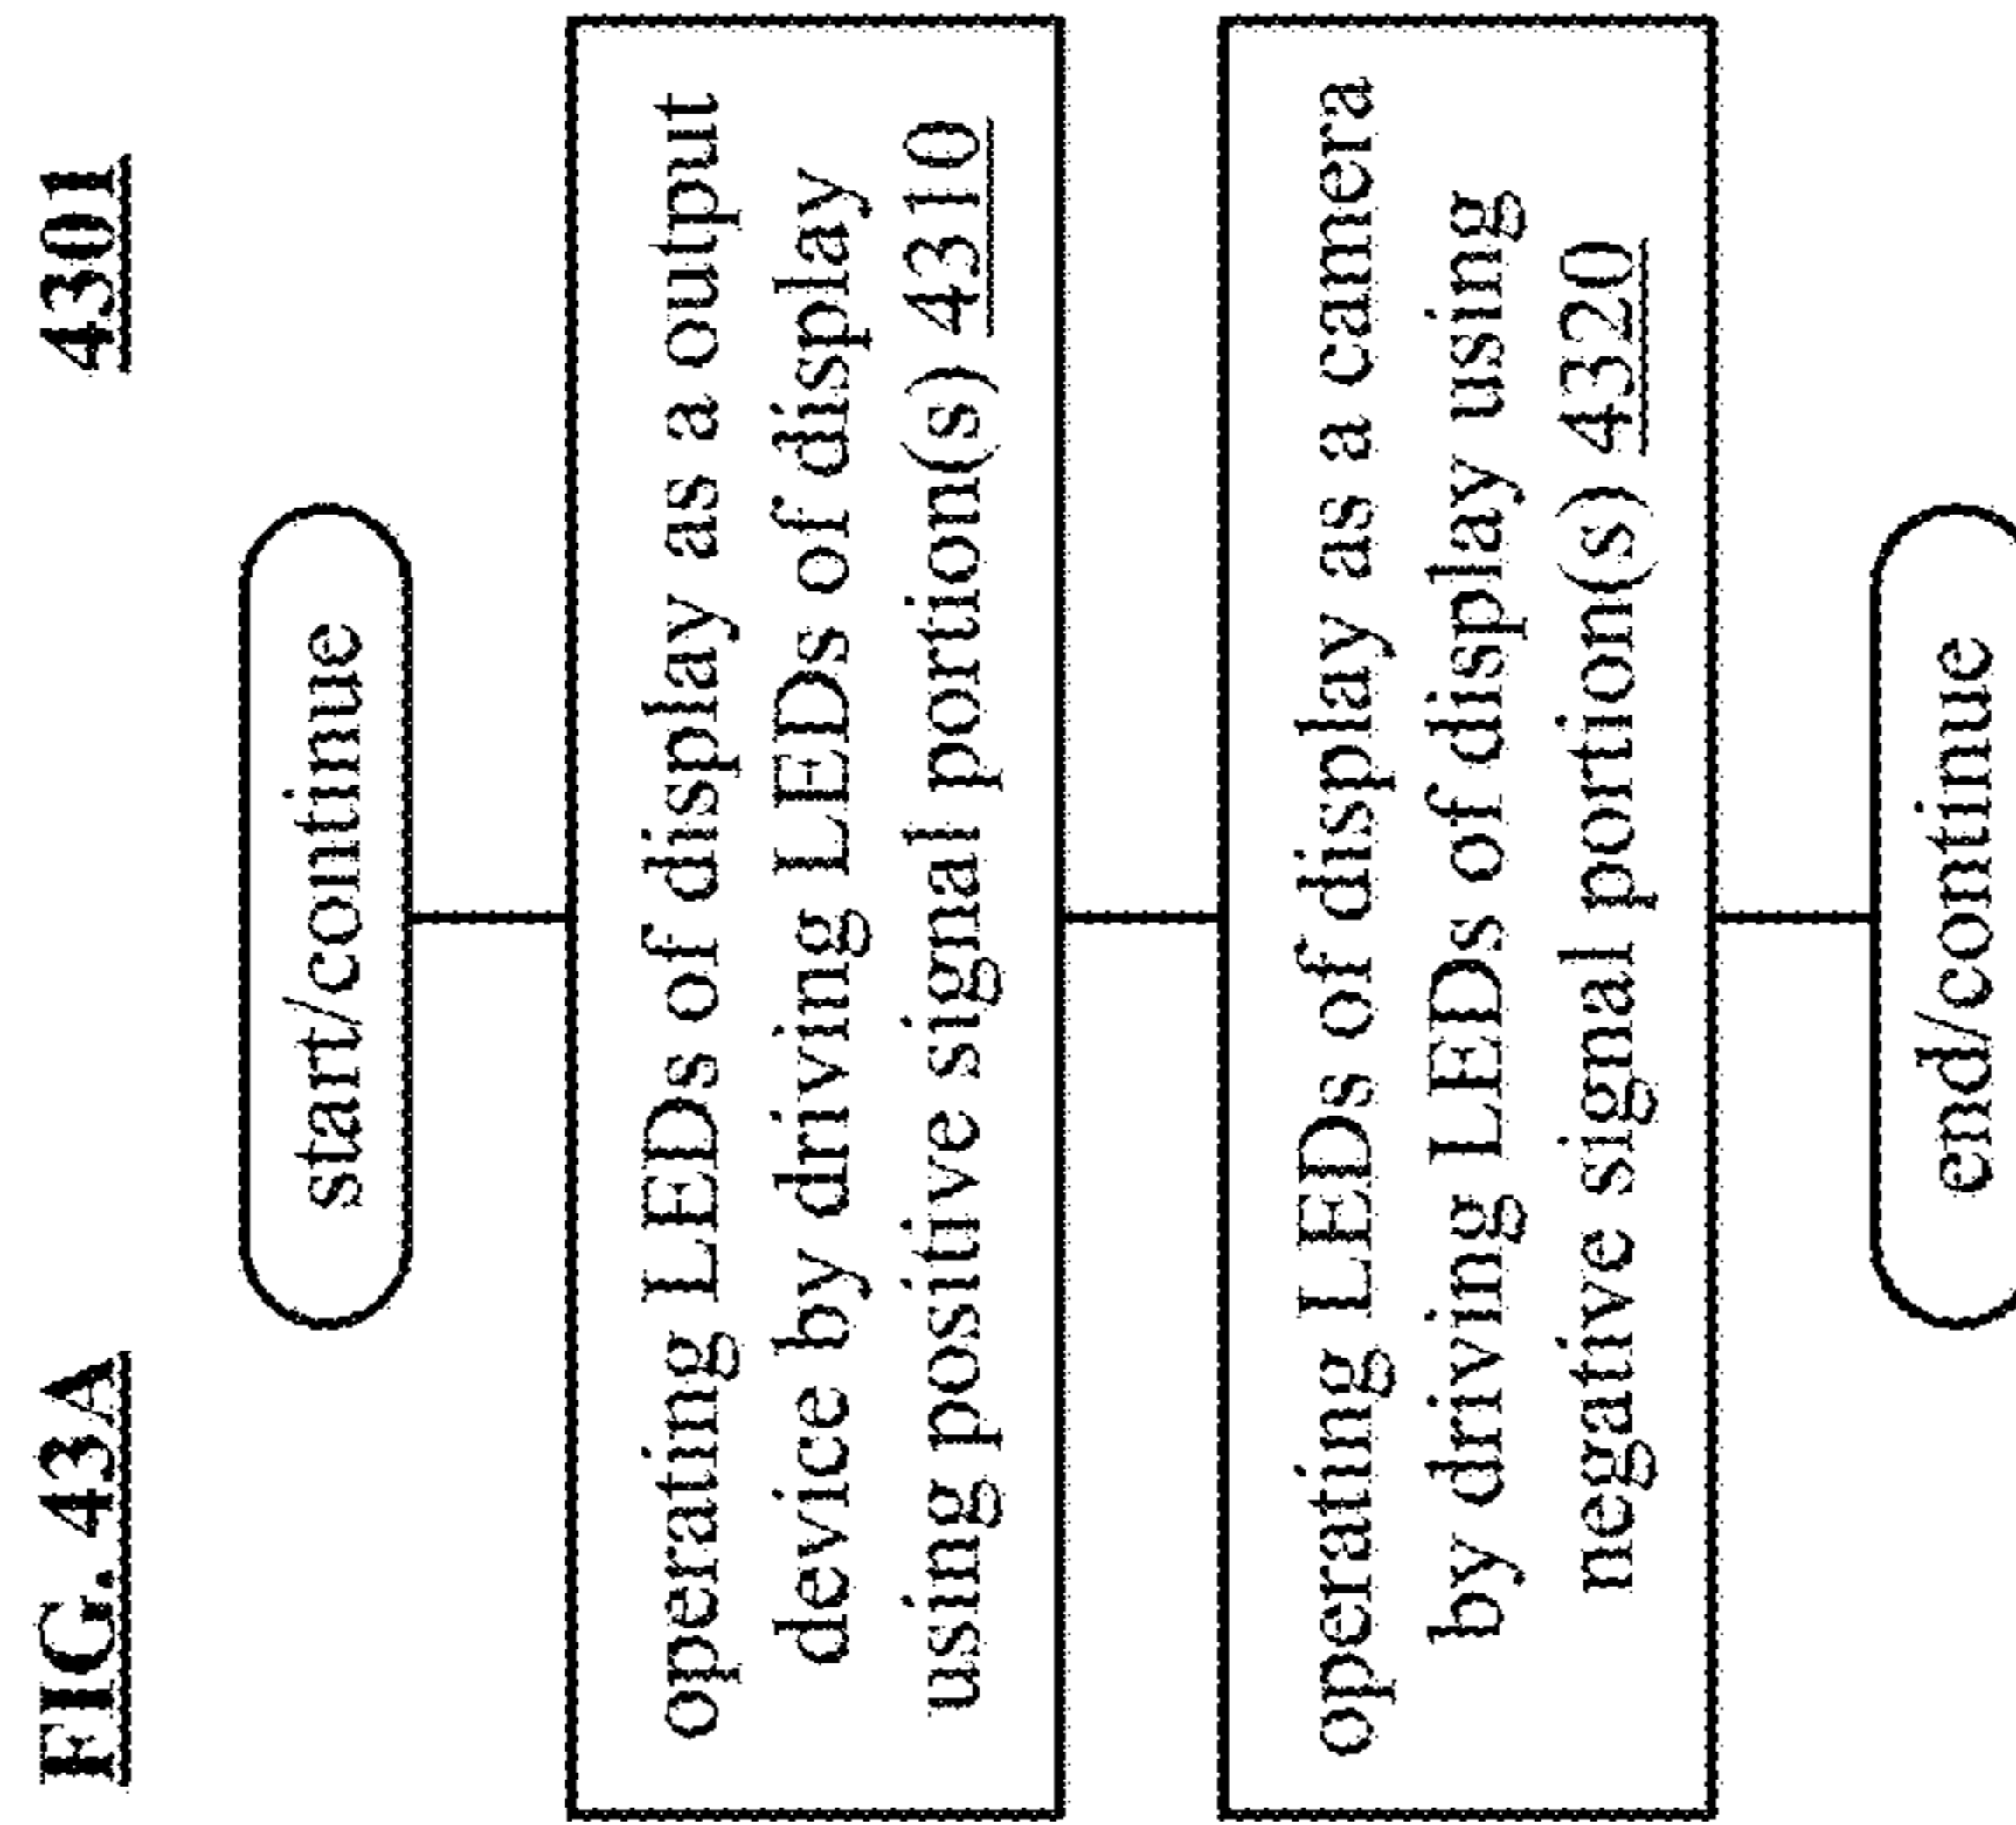 FIG. 43A 4301
start/continue
operating LEDs of display as a output
device by driving LEDs of display
using positive signal portion(s) 4310
operating LEDs of display as a camera
by driving LEDs of display using
negative signal portion(s) 4320
end/continue